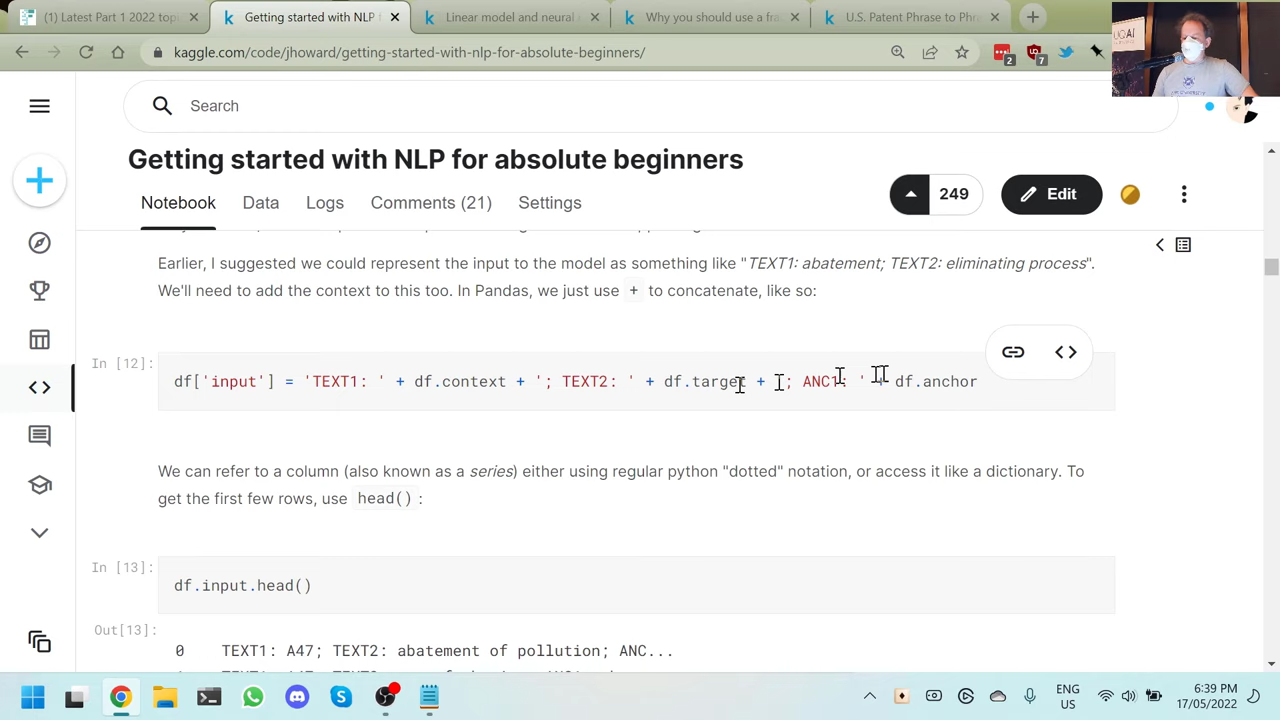 (1) Latest Part 1 2022 topi
Getting started with NLP f
Linear model and neural
Why you should use a fra
U.S. Patent Phrase to Phr
kaggle.com/code/jhoward/getting-started-with-nlp-for-absolute-beginners/
2
7
Search
Getting started with NLP for absolute beginners
249
Edit
Notebook
Data
Logs
Comments (21)
Settings
Earlier, I suggested we could represent the input to the model as something like "TEXT1: abatement; TEXT2: eliminating process".
We'll need to add the context to this too. In Pandas, we just use + to concatenate, like so:
In [12]:
df['input'] = 'TEXT1: ' + df.context + '; TEXT2: ' + df.target + '; ANC1: ' + df.anchor
We can refer to a column (also known as a series) either using regular python "dotted" notation, or access it like a dictionary. To
get the first few rows, use head() :
In [13]:
df.input.head()
Out[13]:
0 TEXT1: A47; TEXT2: abatement of pollution; ANC...
ENG
US
6:39 PM
17/05/2022